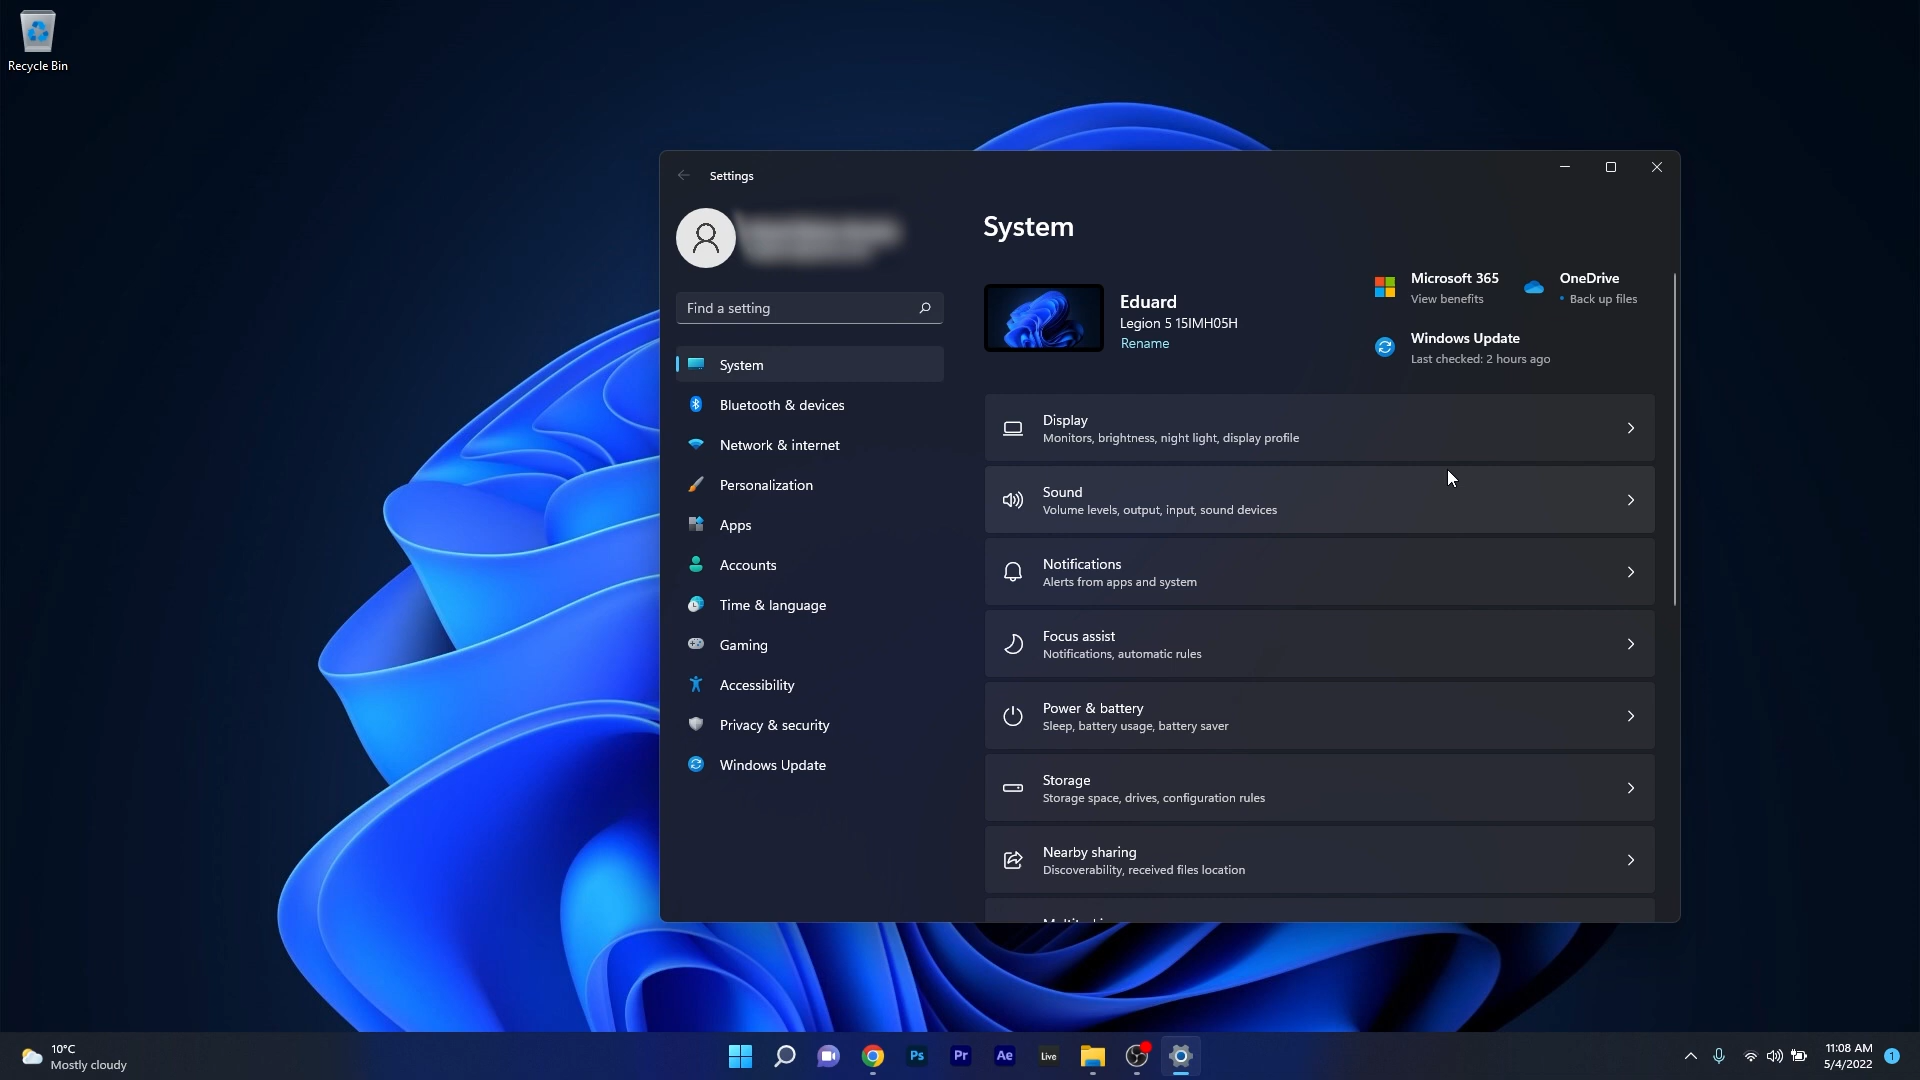 Recycle Bin
Settings
Find a setting
System
Bluetooth & devices
Network & internet
Personalization
Apps
Accounts
Time & language
Gaming
Accessibility
Privacy & security
Windows Update
System
Eduard
Legion 5 15IMH05H
Rename
Microsoft 365
View benefits
OneDrive
• Back up files
Windows Update
Last checked: 2 hours ago
Display
Monitors, brightness, night light, display profile
Sound
Volume levels, output, input, sound devices
Notifications
Alerts from apps and system
Focus assist
Notifications, automatic rules
Power & battery
Sleep, battery usage, battery saver
Storage
Storage space, drives, configuration rules
Nearby sharing
Discoverability, received files location
10°C
Mostly cloudy
Ps
Pr
Ae
Live
11:08 AM
5/4/2022
1